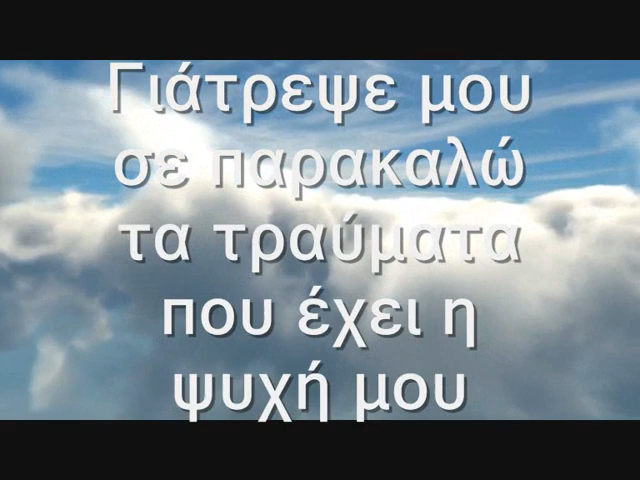 Γιάτρεψε μου
σε παρακαλώ
τα τραύματα
που έχει η
ψυχή μου